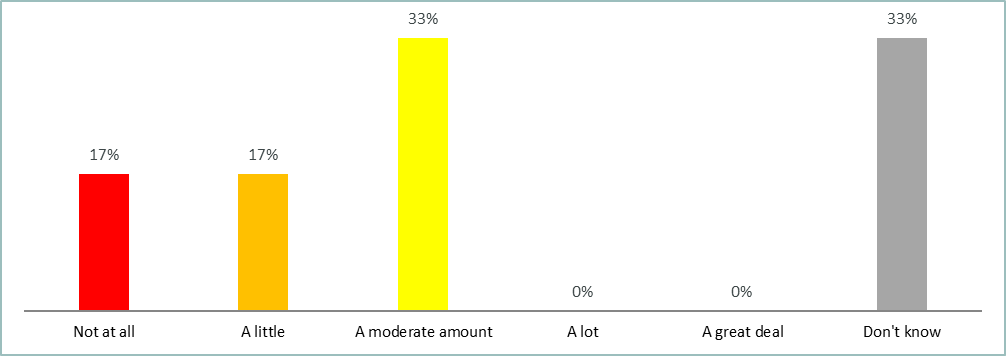 33% 33%
17% 17%
0% 0%
Not at all A little A moderate amount A lot A great deal Don't know